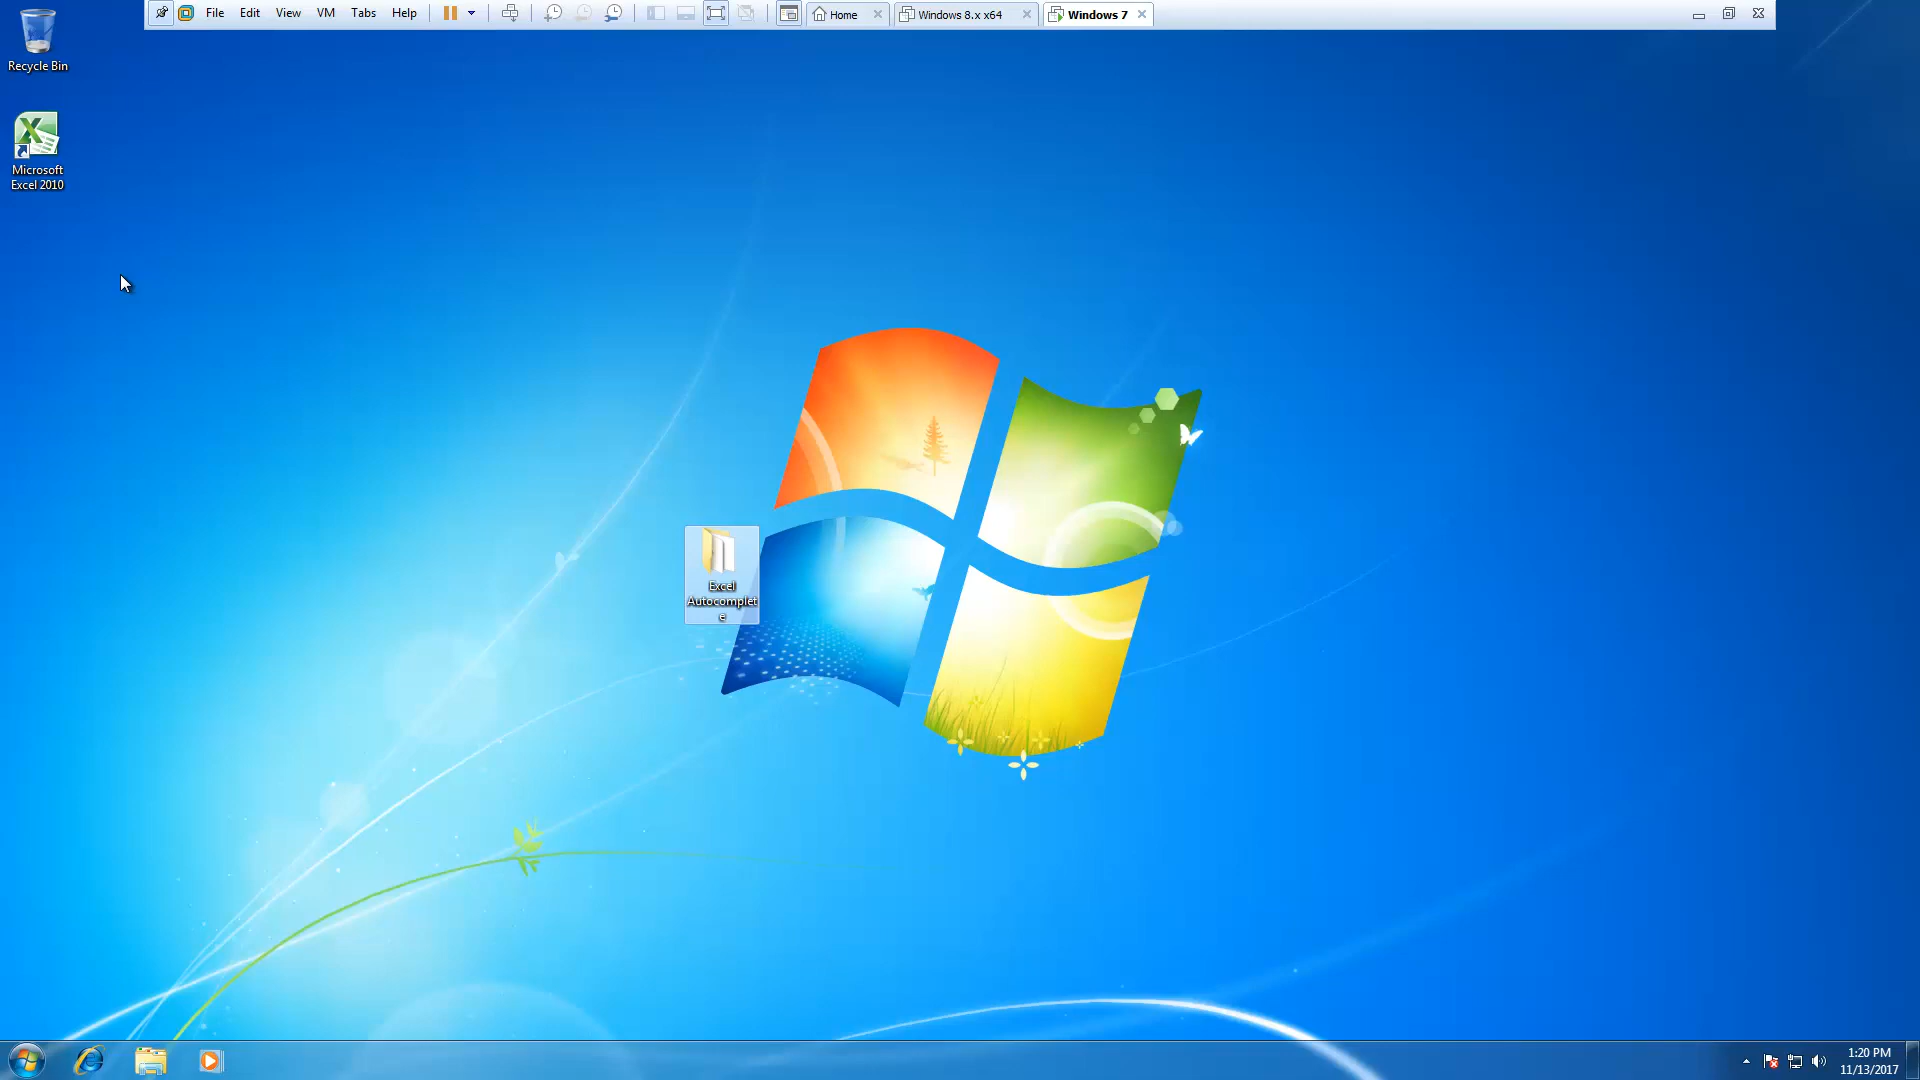 File Edit View VM Tabs Help Home Windows 8.x x64 Windows 7
Recycle Bin
Microsoft
Excel 2010
Excel
Autocomplet
e
1:20 PM
11/13/2017